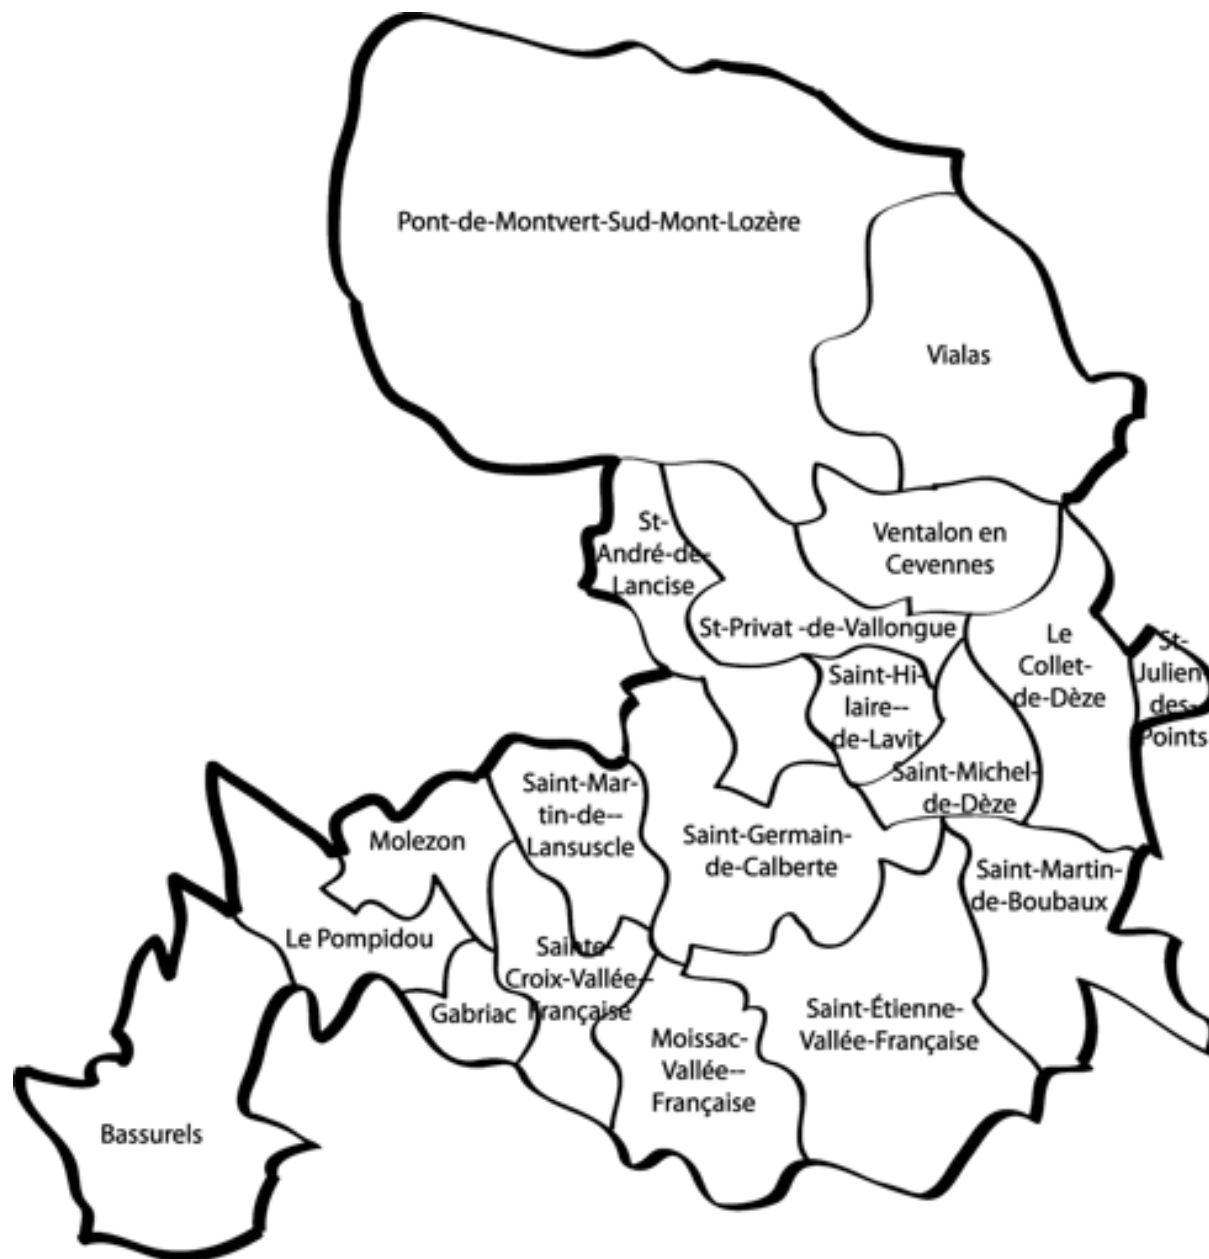 Pont-de-Montvert-Sud-Mont-Lozère
Vialas
St-
André-de-
Lancise
Ventalon en
Cevennes
St-Privat -de-Vallongue
Le
Collet-
de-Dèze
St-
Julien
des-
Points
Saint-Hi-
laire--
de-Lavit
Saint-Michel-
de-Dèze
Saint-Mar-
tin-de--
Lansuscle
Molezon
Saint-Germain-
de-Calberte
Saint-Martin-
de-Boubaux
Le Pompidou
Sainte-
Croix-Vallée--
Française
Gabriac
Moissac-
Vallée--
Française
Saint-Étienne-
Vallée-Française
Bassurels